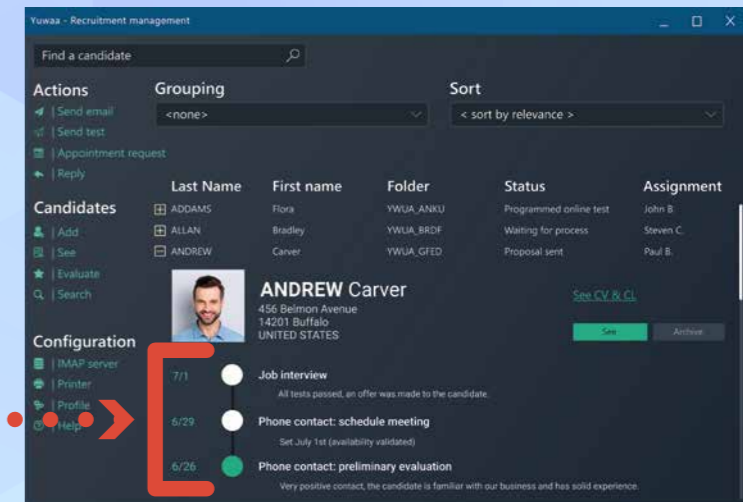 Yuwaa - Recruitment management
Find a candidate
Actions
| Send email
| Send test
| Appointment request
| Reply
Candidates
| Add
| See
| Evaluate
| Search
Configuration
| IMAP server
| Printer
| Profile
| Help
Grouping
<none>
Sort
< sort by relevance >
Last Name First name Folder Status Assignment
ADDAMS Flora YWUA_ANKU Programmed online test John B.
ALLAN Bradley YWUA_BRDF Waiting for process Steven C.
ANDREW Carver YWUA_GFED Proposal sent Paul B.
ANDREW Carver
456 Belmon Avenue
14201 Buffalo
UNITED STATES
See CV & CL
See
Archive
7/1 Job interview
All tests passed, an offer was made to the candidate.
6/29 Phone contact: schedule meeting
Set July 1st (availability validated)
6/26 Phone contact: preliminary evaluation
Very positive contact, the candidate is familiar with our business and has solid experience.